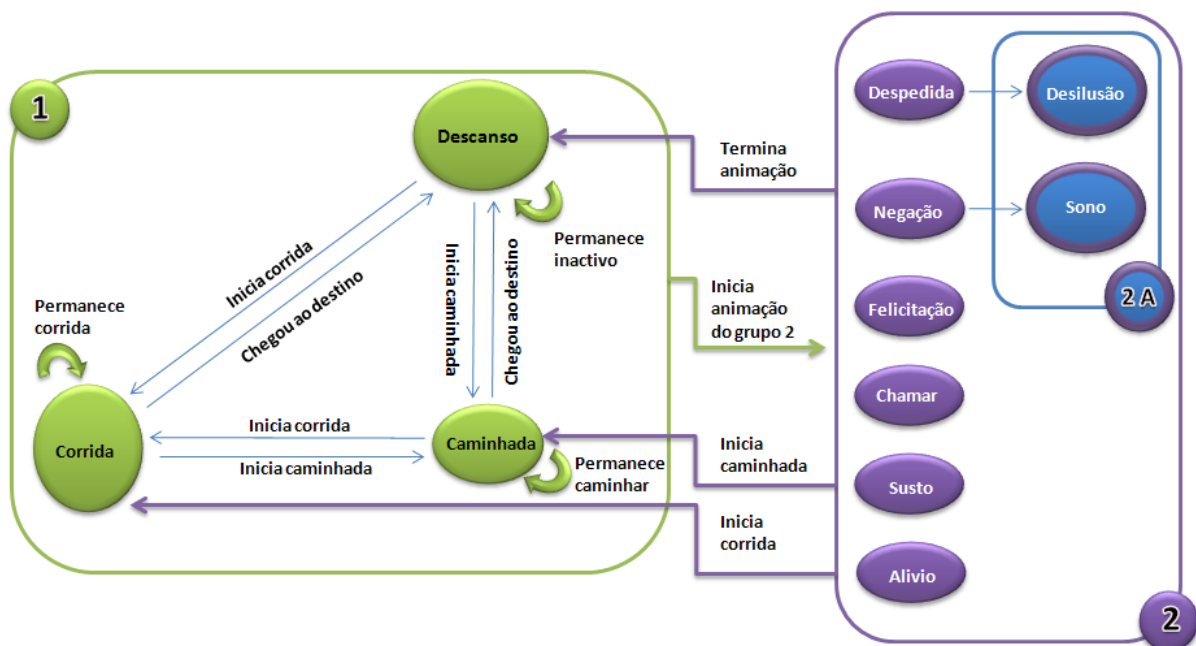 1
Descanso
Permanece
inactivo
Inicia corrida
Chegou ao destino
Inicia caminhada
Chegou ao destino
Permanece
corrida
Corrida
Inicia corrida
Inicia caminhada
Caminhada
Permanece
caminhar
Termina
animação
Inicia
animação
do grupo 2
Inicia
caminhada
Inicia
corrida
Despedida
Desilusão
Negação
Sono
2 A
Felicitação
Chamar
Susto
Alivio
2